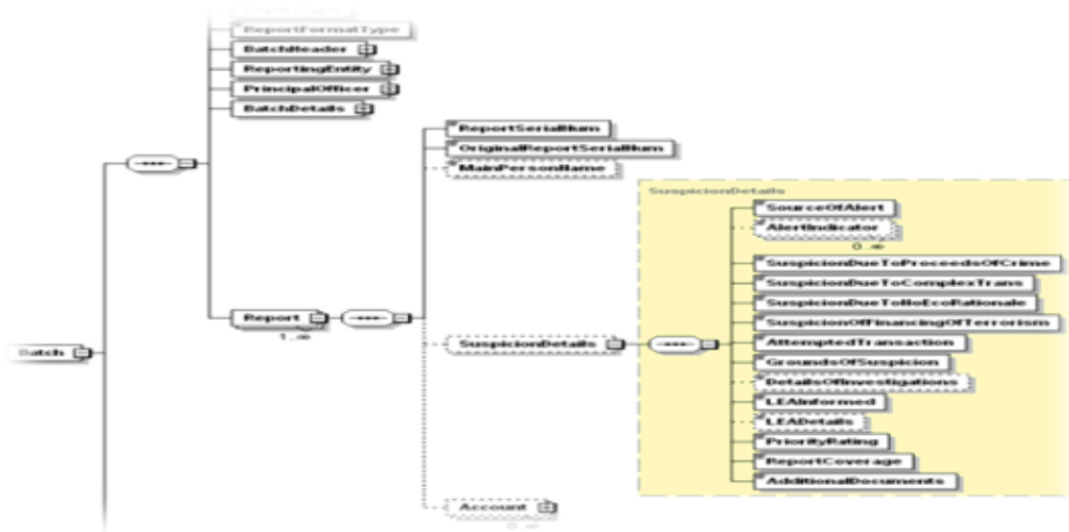 ReportFormatType
BatchHeader
ReportingEntity
PrincipalOfficer
BatchDetails
ReportSerialNum
OriginalReportSerialNum
MainPersonName
SuspicionDetails
SourceOfAlert
AlertIndicator
0..∞
SuspicionDueToProceedsOfCrime
SuspicionDueToComplexTrans
SuspicionDueToNoEcoRationale
SuspicionOfFinancingOfTerrorism
Report
1..∞
Batch
SuspicionDetails
AttemptedTransaction
GroundsOfSuspicion
DetailsOfInvestigations
LEAInformed
LEADetails
PriorityRating
ReportCoverage
AdditionalDocuments
Account
0..∞